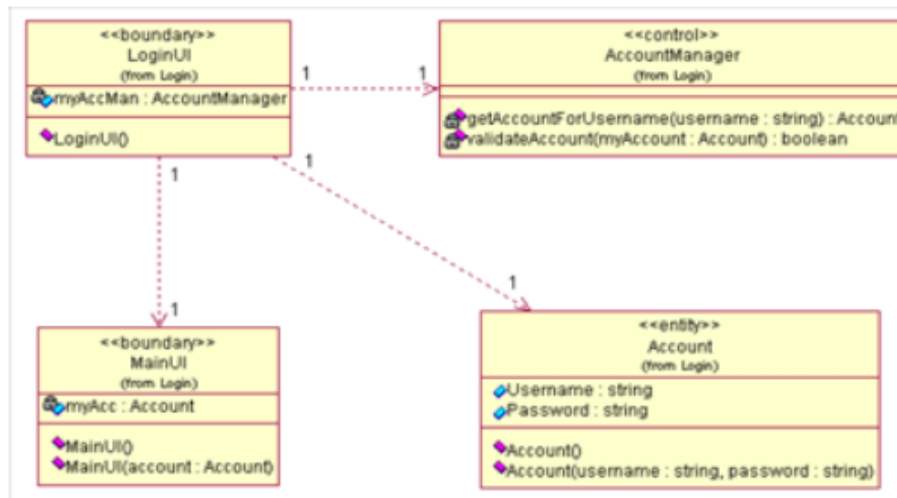 <<boundary>>
LoginUI
(from Login)
myAccMan : AccountManager
LoginUI()
1
1
<<control>>
AccountManager
(from Login)
getAccountForUsername(username : string) : Account
validateAccount(myAccount : Account) : boolean
1
1
1
1
<<boundary>>
MainUI
(from Login)
myAcc : Account
MainUI()
MainUI(account : Account)
<<entity>>
Account
(from Login)
Username : string
Password : string
Account()
Account(username : string, password : string)